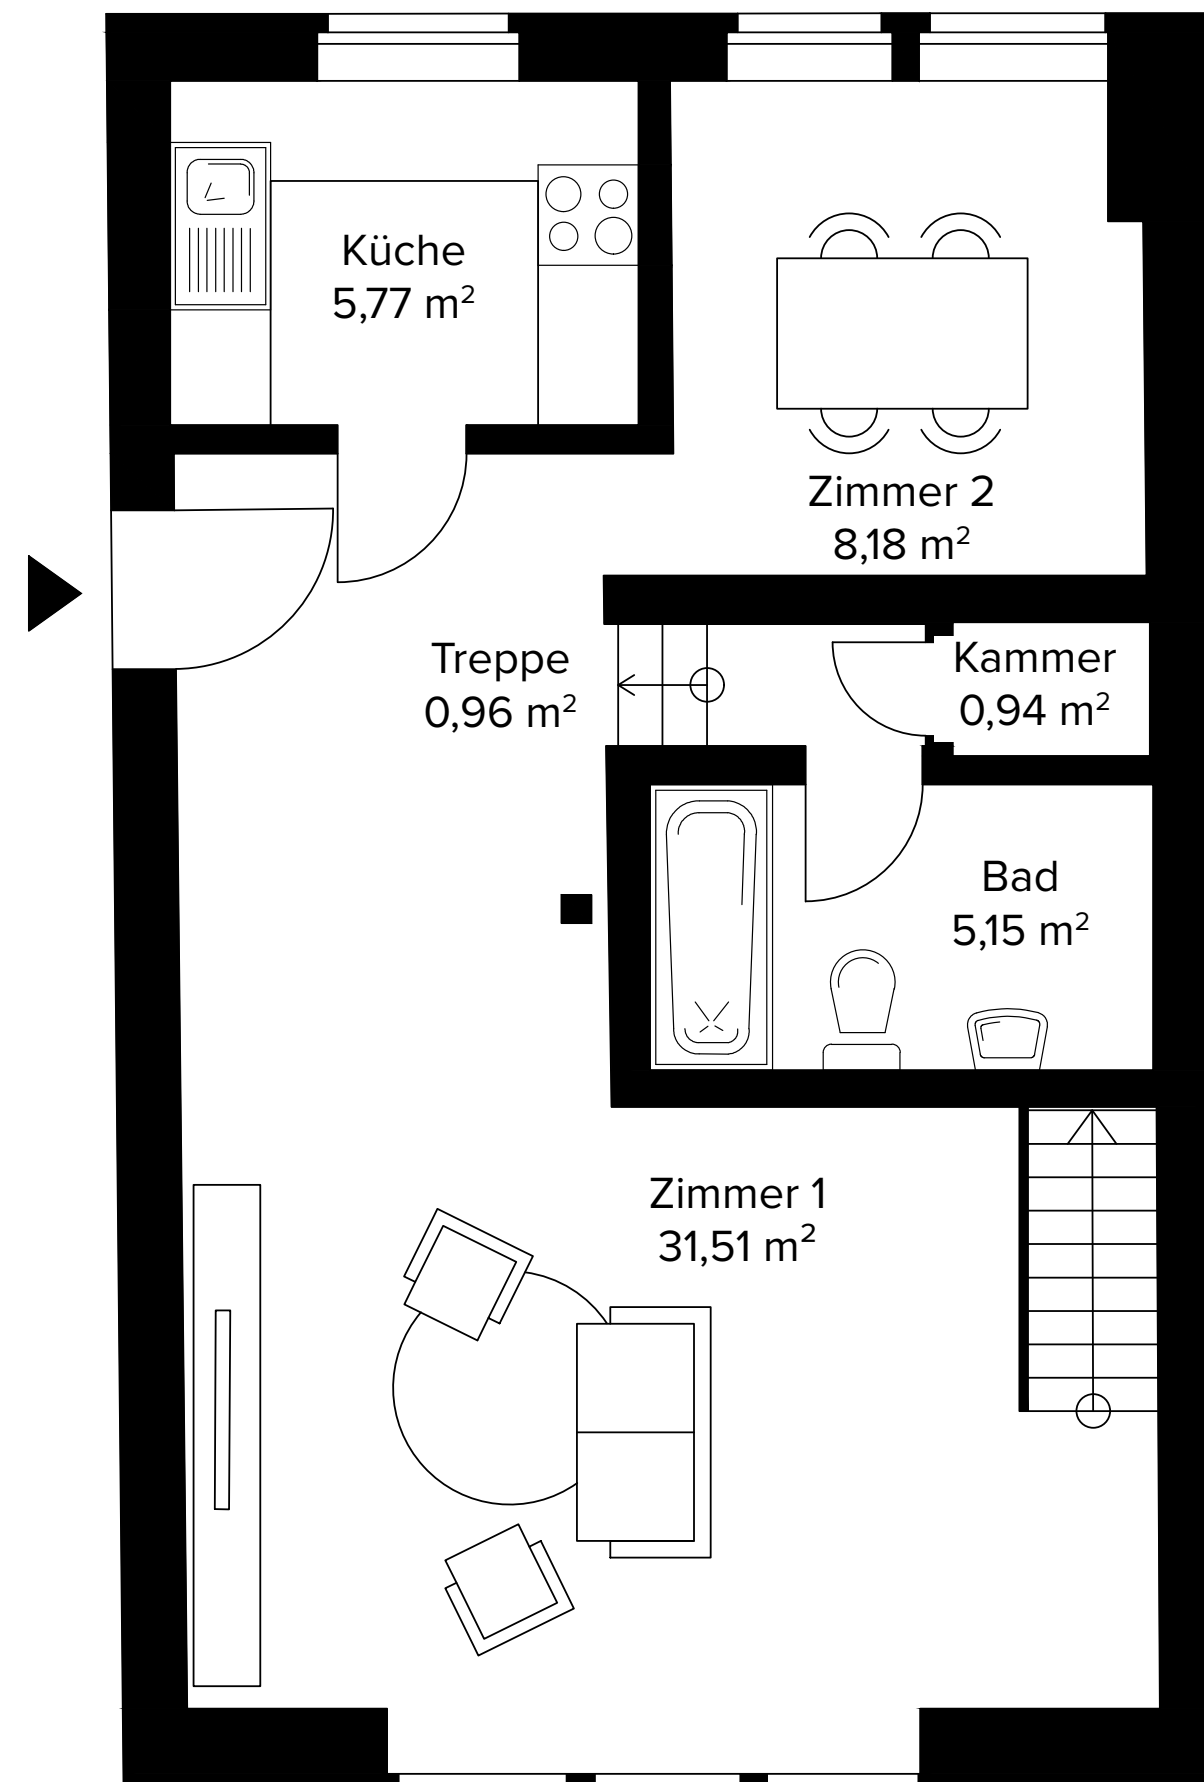 Küche
5,77 m²
Zimmer 2
8,18 m²
Treppe
0,96 m²
Kammer
0,94 m²
Bad
5,15 m²
Zimmer 1
31,51 m²